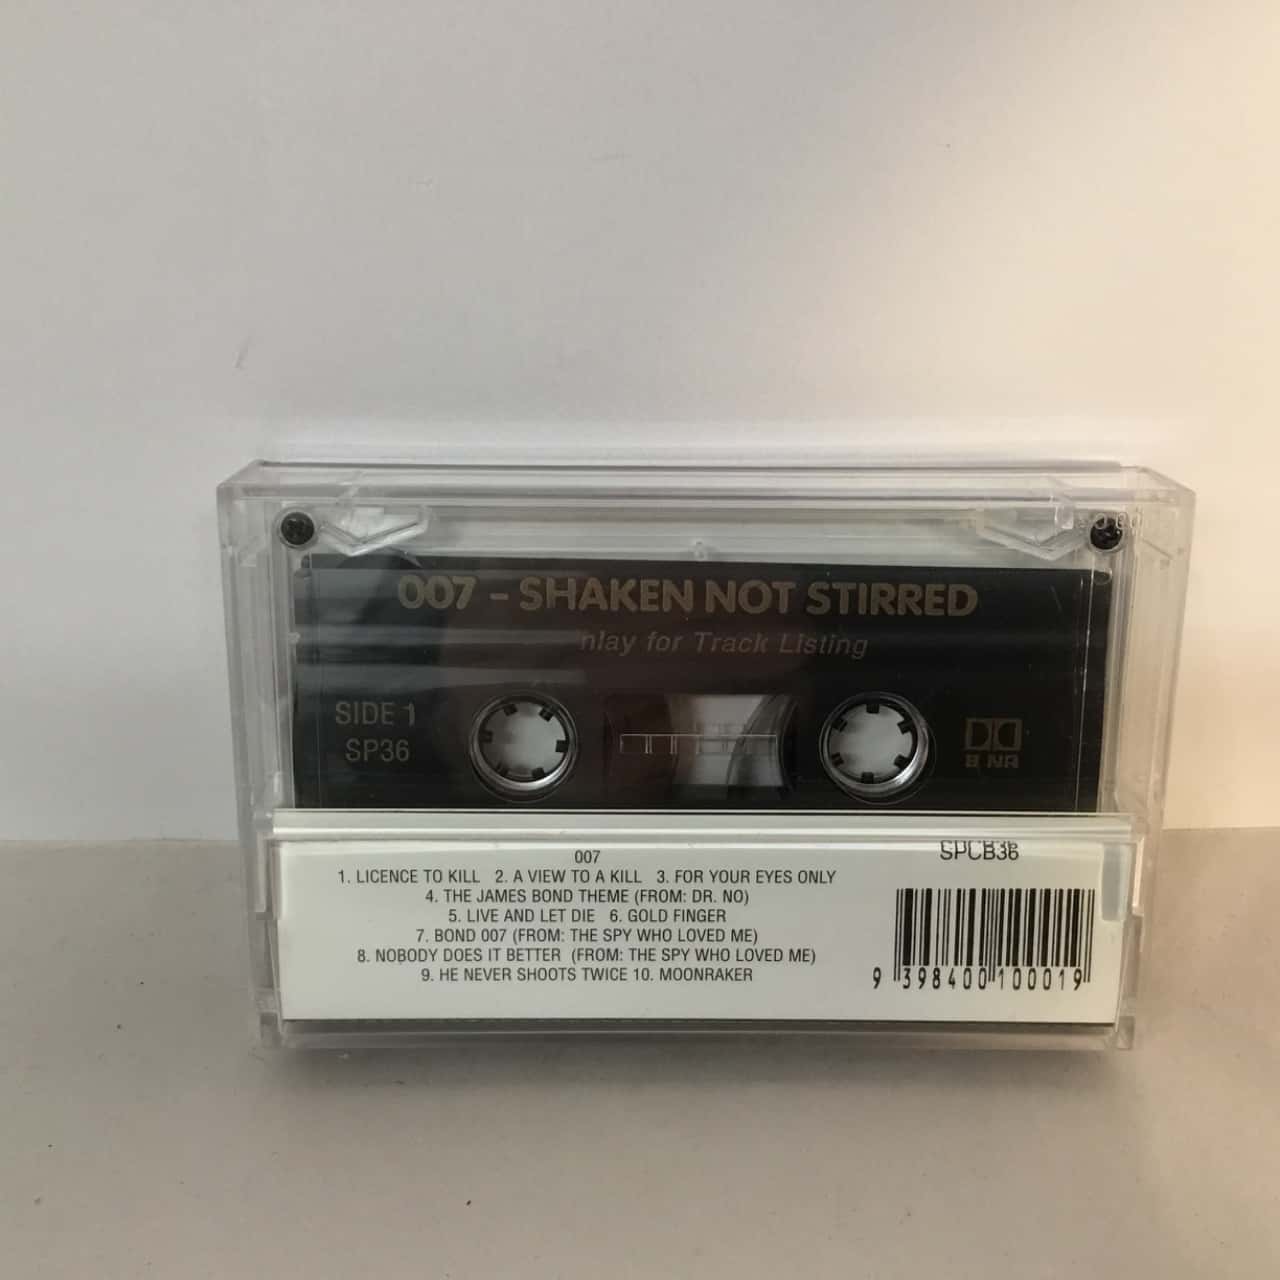 007 - SHAKEN NOT STIRRED
nlay for Track Listing
SIDE 1
SP36
B NR
007
SPCB36
1. LICENCE TO KILL 2. A VIEW TO A KILL 3. FOR YOUR EYES ONLY
4. THE JAMES BOND THEME (FROM: DR. NO)
5. LIVE AND LET DIE 6. GOLD FINGER
7. BOND 007 (FROM: THE SPY WHO LOVED ME)
8. NOBODY DOES IT BETTER (FROM: THE SPY WHO LOVED ME)
9. HE NEVER SHOOTS TWICE 10. MOONRAKER
9 398400 100019